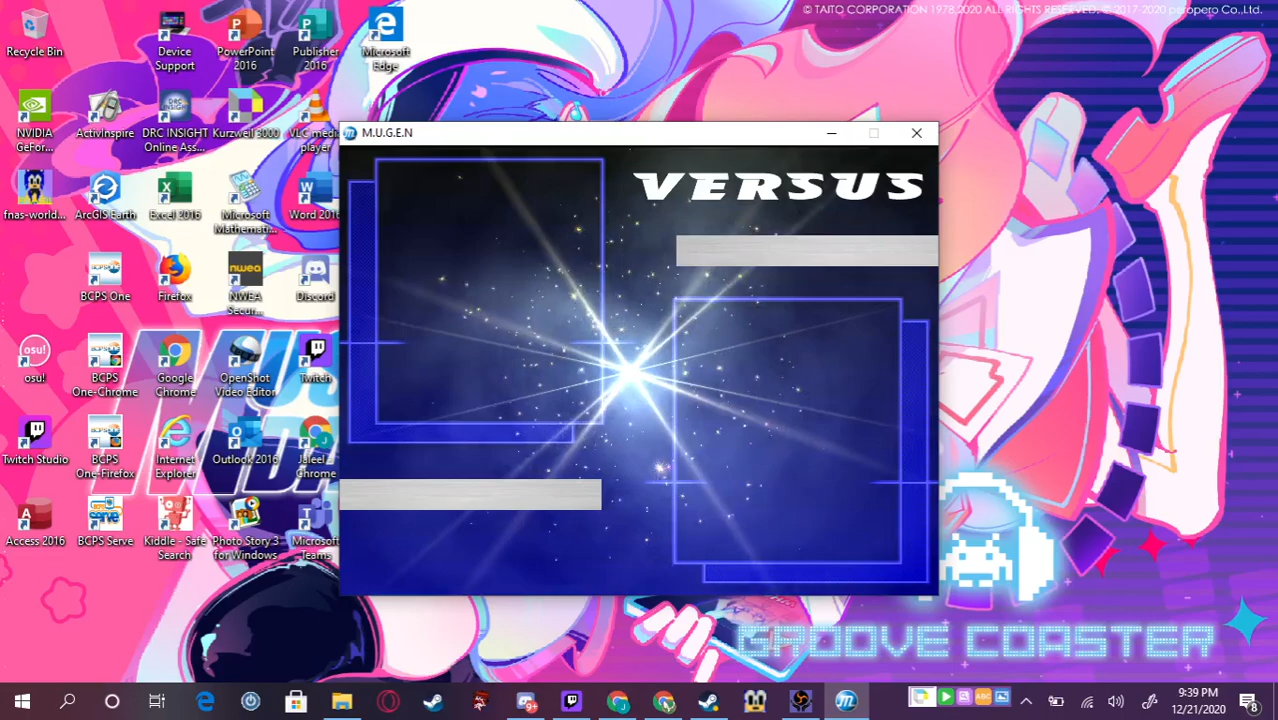 © TAITO CORPORATION 1978,2020 ALL RIGHTS RESERVED. © 2017-2020 peropero Co.,Ltd.
Recycle Bin
Device Support
PowerPoint 2016
Publisher 2016
Microsoft Edge
NVIDIA GeFor...
ActivInspire
DRC INSIGHT Online Ass...
Kurzweil 3000
VLC media player
M.U.G.E.N
VERSUS
fnas-world...
ArcGIS Earth
Excel 2016
Microsoft Mathemati...
Word 2016
BCPS One
Firefox
NWEA Secur...
Discord
osu!
BCPS One-Chrome
Google Chrome
OpenShot Video Editor
Twitch
Twitch Studio
BCPS One-Firefox
Internet Explorer
Outlook 2016
Jaleel - Chrome
Access 2016
BCPS Serve
Kiddle - Safe Search
Photo Story 3 for Windows
Microsoft Teams
GROOVE COASTER
9+
ABC
9:39 PM
12/21/2020
8